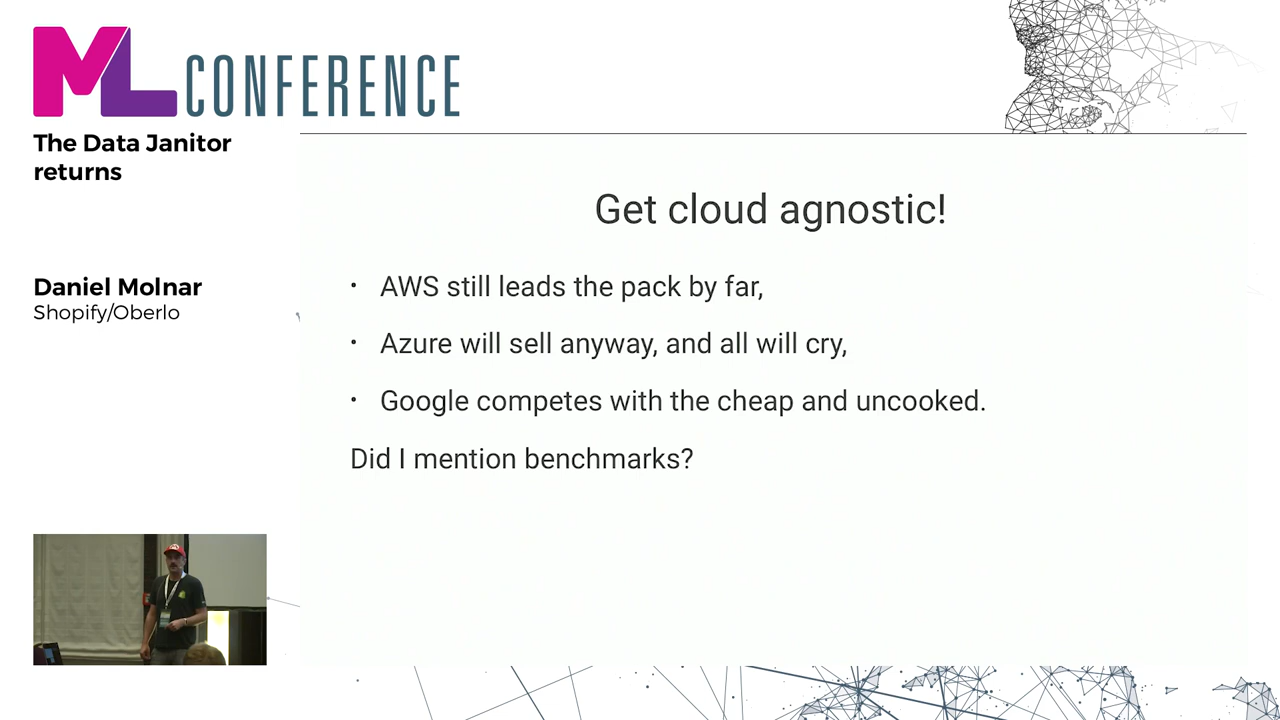 ML CONFERENCE
The Data Janitor
returns
Daniel Molnar
Shopify/Oberlo
Get cloud agnostic!
• AWS still leads the pack by far,
• Azure will sell anyway, and all will cry,
• Google competes with the cheap and uncooked.
Did I mention benchmarks?